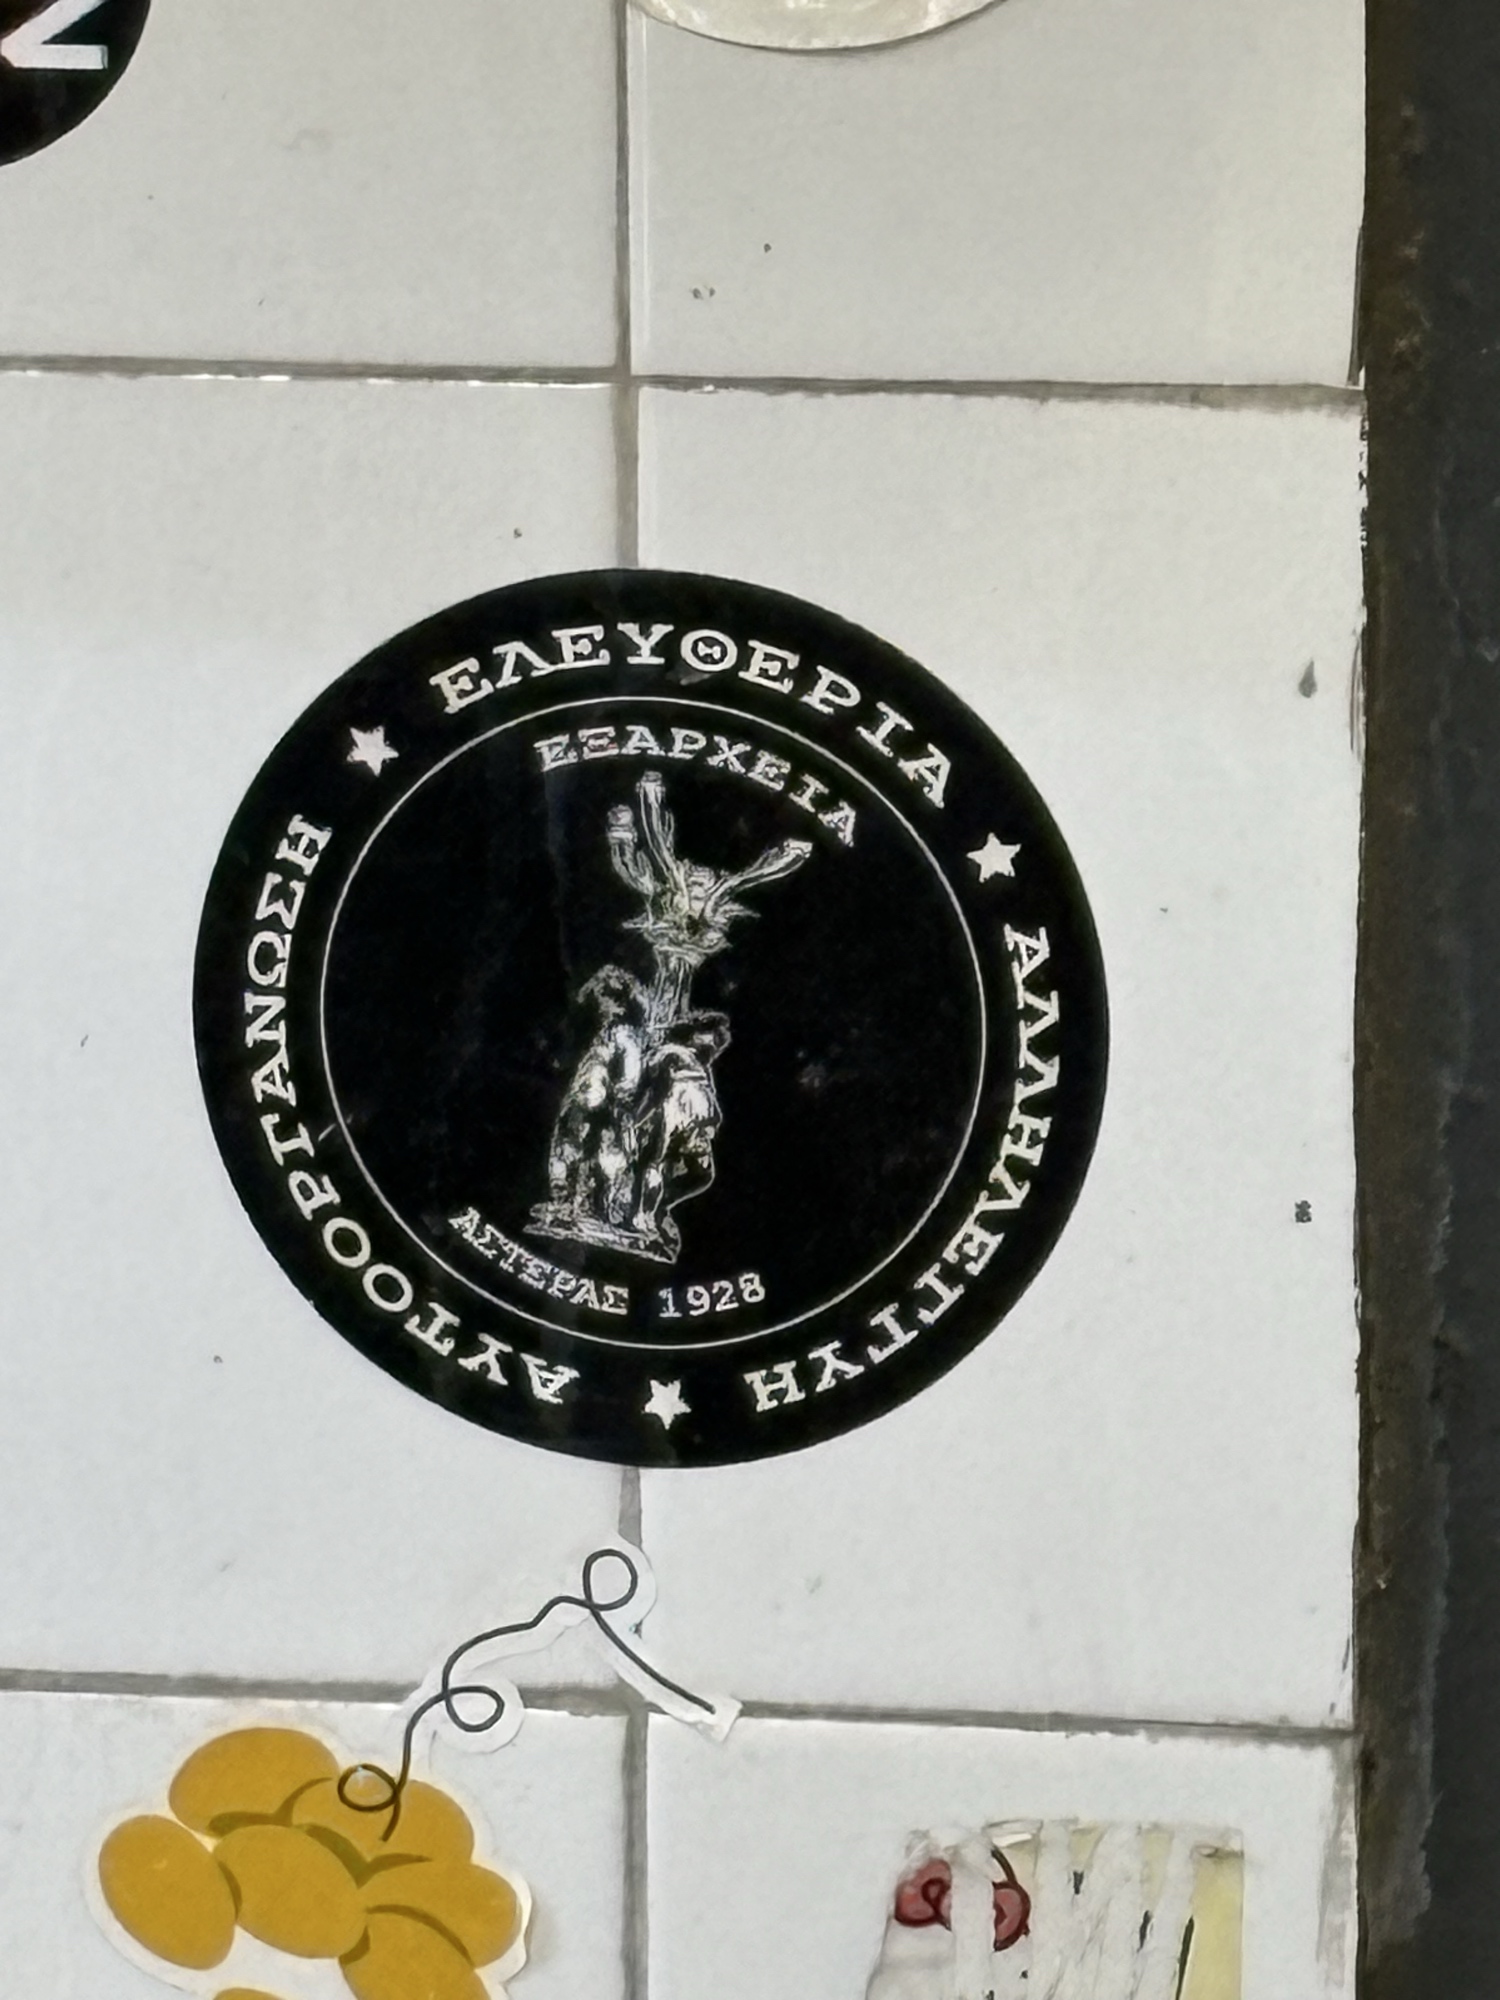 ΕΛΕΥΘΕΡΙΑ ★ ΑΛΛΗΛΕΓΓΥΗ ★ ΑΥΤΟΟΡΓΑΝΩΣΗ ★
ΕΞΑΡΧΕΙΑ
ΑΣΤΕΡΑΣ 1928